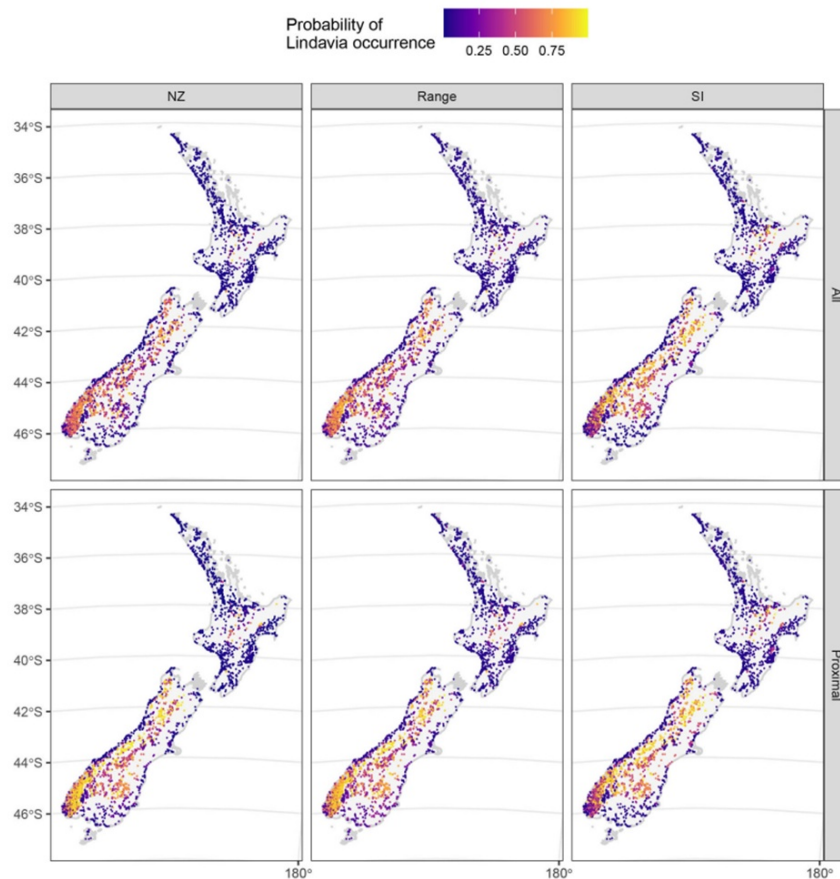 Probability of
Lindavia occurrence
0.25 0.50 0.75
NZ Range SI
34°S
36°S
38°S
40°S
42°S
44°S
46°S
All
34°S
36°S
38°S
40°S
42°S
44°S
46°S
Proximal
180° 180° 180°